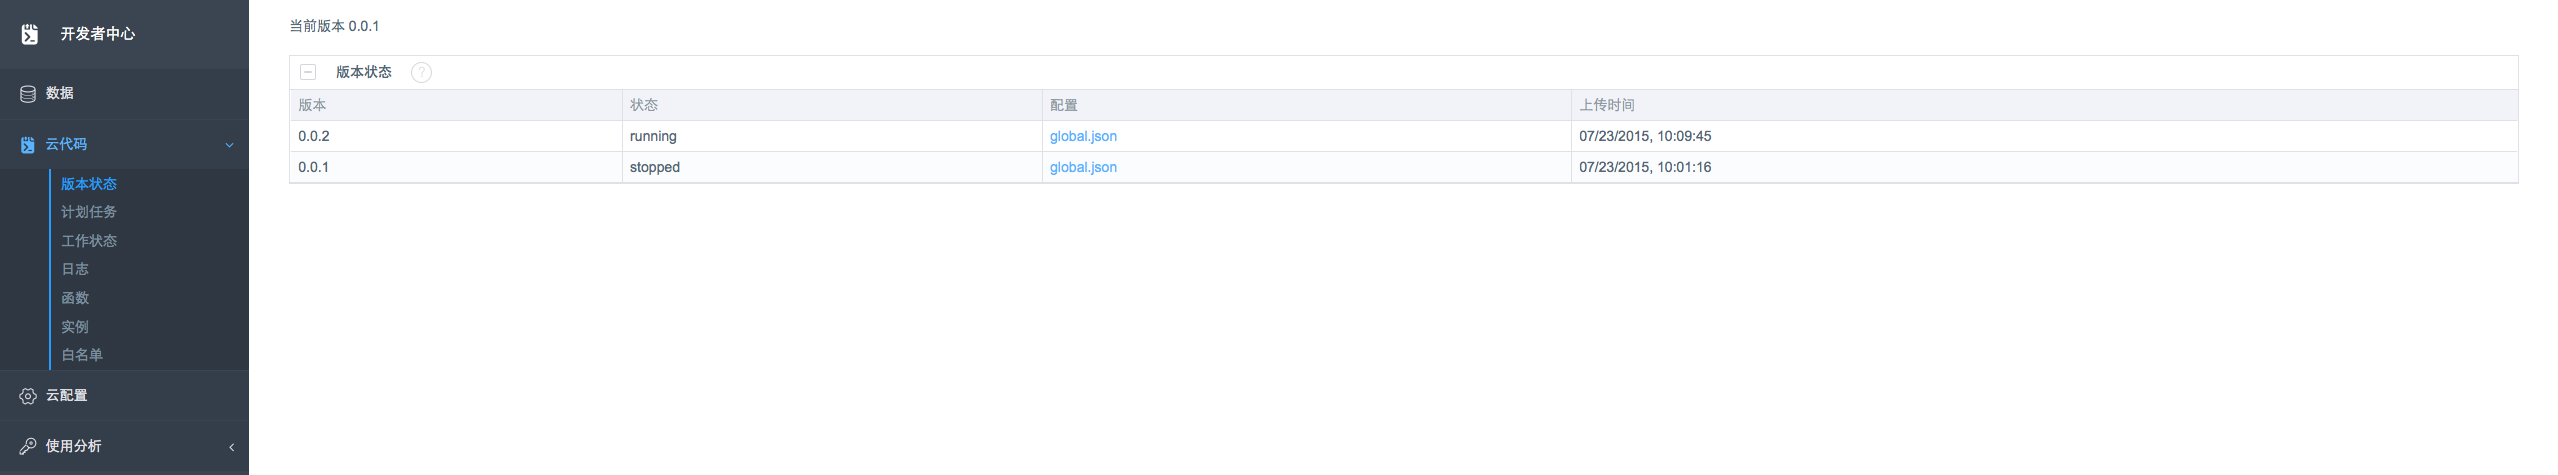 开发者中心
数据
云代码
版本状态
计划任务
工作状态
日志
函数
实例
白名单
云配置
使用分析
当前版本 0.0.1
版本状态 ?
版本 状态 配置 上传时间
0.0.2 running global.json 07/23/2015, 10:09:45
0.0.1 stopped global.json 07/23/2015, 10:01:16